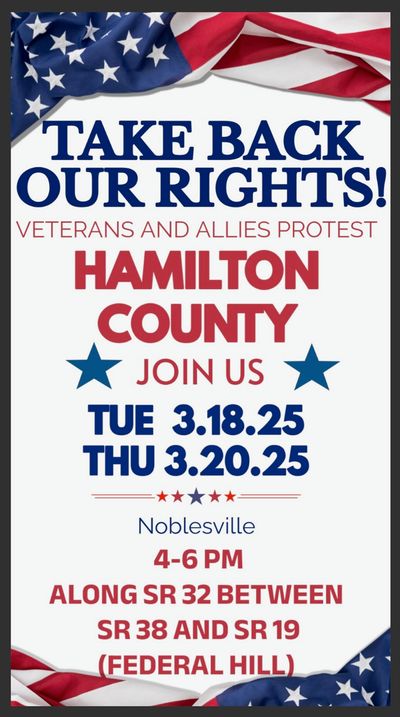 TAKE BACK
OUR RIGHTS!
VETERANS AND ALLIES PROTEST
HAMILTON
COUNTY
JOIN US
TUE 3.18.25
THU 3.20.25
Noblesville
4-6 PM
ALONG SR 32 BETWEEN
SR 38 AND SR 19
(FEDERAL HILL)